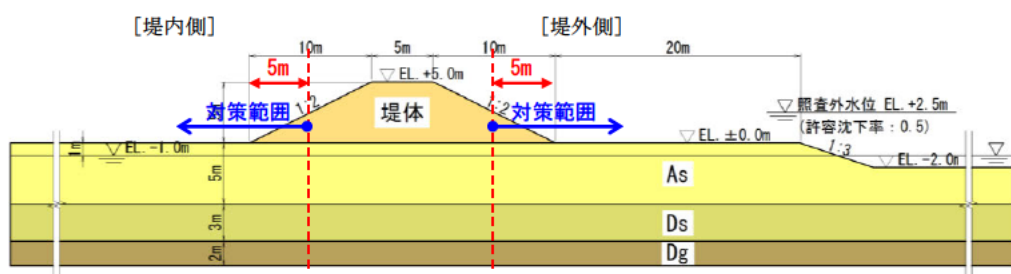 [堤内側]
[堤外側]
10m
5m
10m
20m
5m
5m
EL. +5.0m
1:2
1:2
対策範囲
堤体
対策範囲
照査外水位 EL.+2.5m
(許容沈下率:0.5)
EL. ±0.0m
1m
EL.-1.0m
1:3
EL.-2.0m
5m
As
3m
Ds
2m
Dg